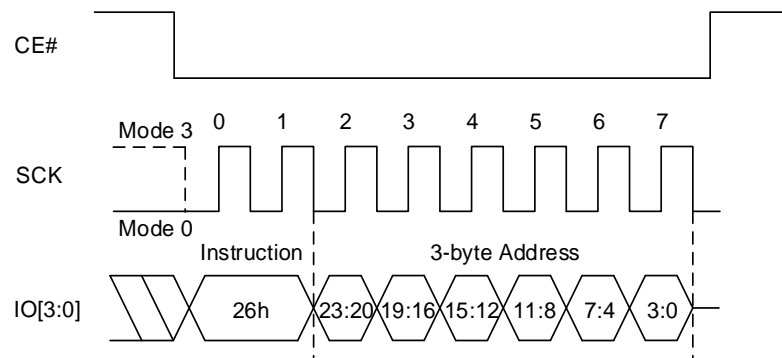 CE#
0 1 2 3 4 5 6 7
Mode 3
SCK
Mode 0
Instruction 3-byte Address
IO[3:0] 26h 23:20 19:16 15:12 11:8 7:4 3:0